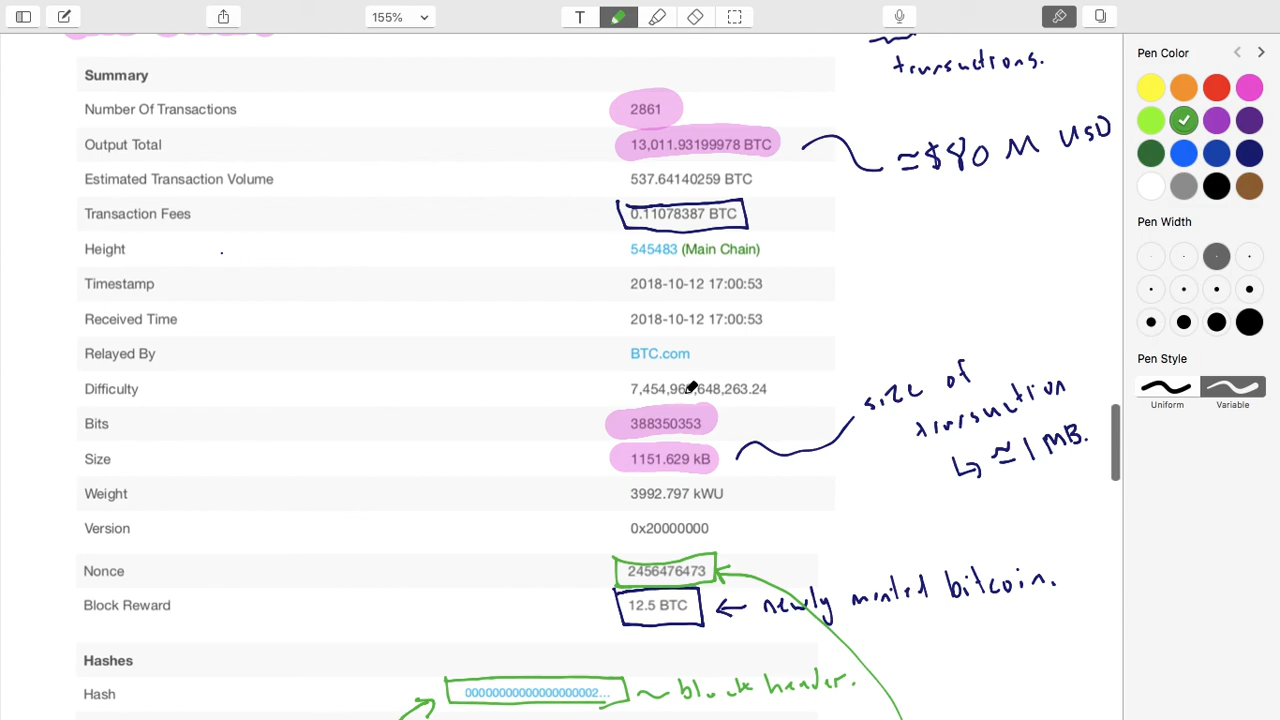 155%
T
Pen Color
transactions.
Summary
Number Of Transactions 2861
Output Total 13,011.93199978 BTC ≃ $80 M USD
Estimated Transaction Volume 537.64140259 BTC
Transaction Fees 0.11078387 BTC
Pen Width
Height 545483 (Main Chain)
Timestamp 2018-10-12 17:00:53
Received Time 2018-10-12 17:00:53
Relayed By BTC.com
Pen Style
Uniform Variable
Difficulty 648,263.24
size of
transaction
↳ ≃ 1 MB.
Bits 388350353
Size 1151.629 kB
Weight 3992.797 kWU
Version 0x20000000
Nonce 2456476473
Block Reward 12.5 BTC ← newly minted bitcoin.
Hashes
Hash 00000000000000000002... ~ block header.